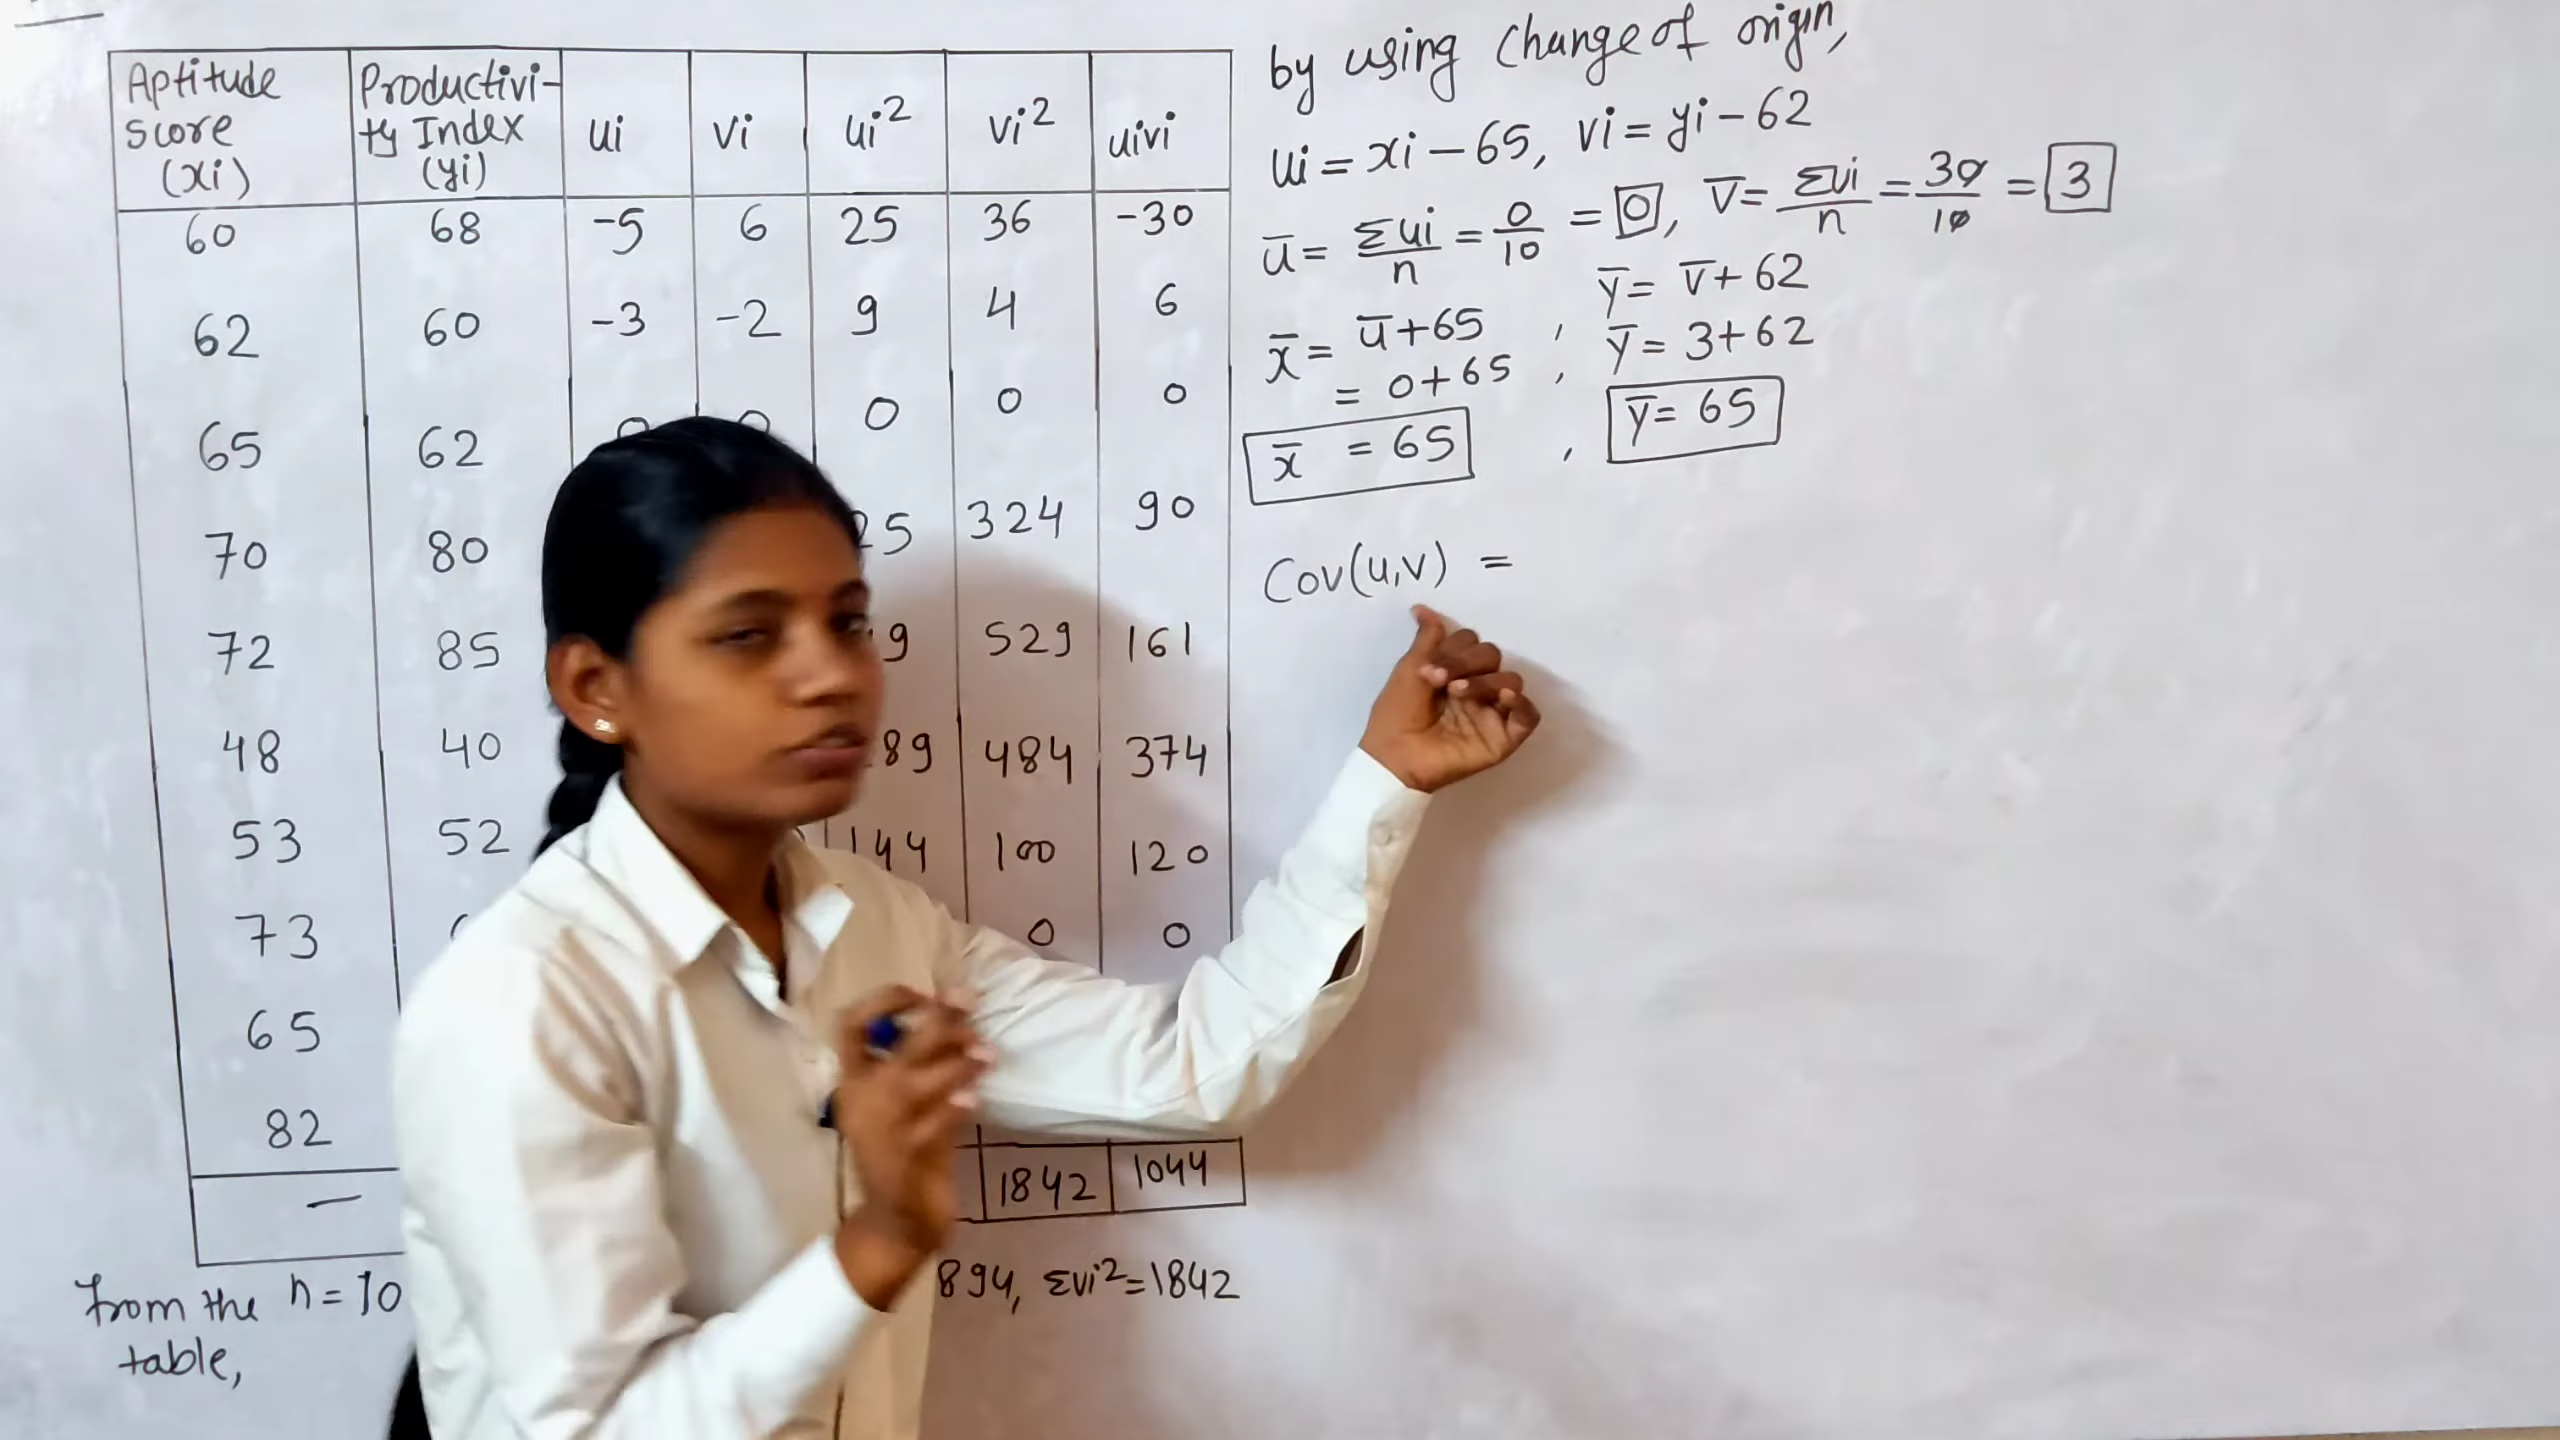 Aptitude score (xi) Productivi-ty Index (yi) ui vi ui² vi² uivi
60 68 -5 6 25 36 -30
62 60 -3 -2 9 4 6
65 62 0 0 0
70 80 324 90
72 85 529 161
48 40 484 374
53 52 144 100 120
73 0 0
65
82
— 1842 1044
from the table, n = 10
894, Σvi² = 1842
by using change of origin,
ui = xi − 65, vi = yi − 62
u̅ = Σui/n = 0/10 = 0, v̅ = Σvi/n = 30/10 = 3
x̅ = u̅ + 65, y̅ = v̅ + 62
= 0 + 65, y̅ = 3 + 62
x̅ = 65, y̅ = 65
Cov(u,v) =